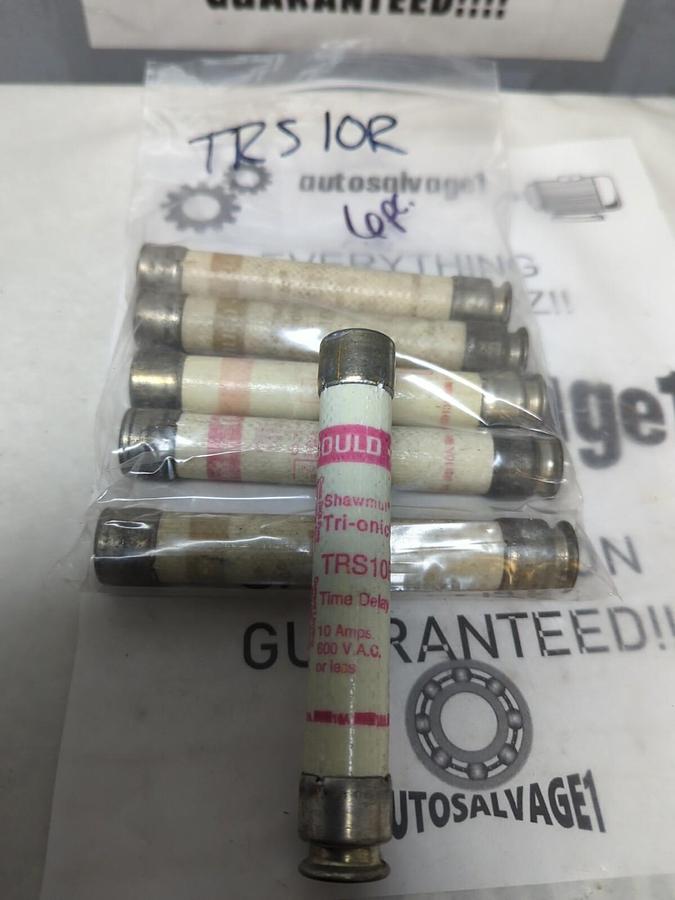 GUARANTEED!!!!
TRS10R
autosalvage1
6pc.
EVERYTHING
Z!!
age1
OULD
Shawmut
Tri-onic
TRS10
Time Delay
10 Amps.
600 V.A.C.
or less
ON
GUARANTEED!!
AUTOSALVAGE1